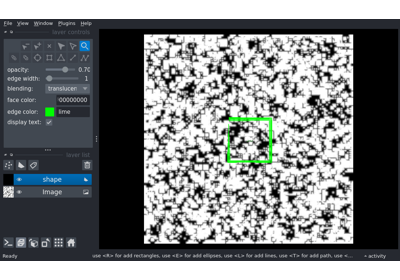 File View Window Plugins Help
layer controls
opacity: 0.70
edge width: 1
blending: translucen
face color: 00000000
edge color: lime
display text:
layer list
shape
Image
Ready use <R> for add rectangles, use <E> for add ellipses, use <L> for add lines, use <T> for add path, use <... activity